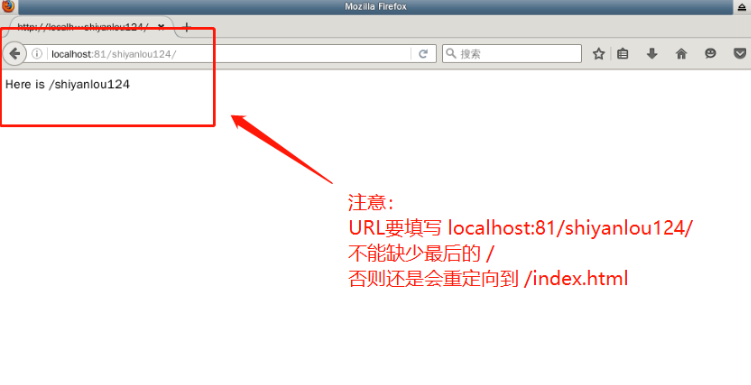 Mozilla Firefox
http://localh···shiyanlou124/
localhost:81/shiyanlou124/
搜索
Here is /shiyanlou124
注意：
URL要填写 localhost:81/shiyanlou124/
不能缺少最后的 /
否则还是会重定向到 /index.html